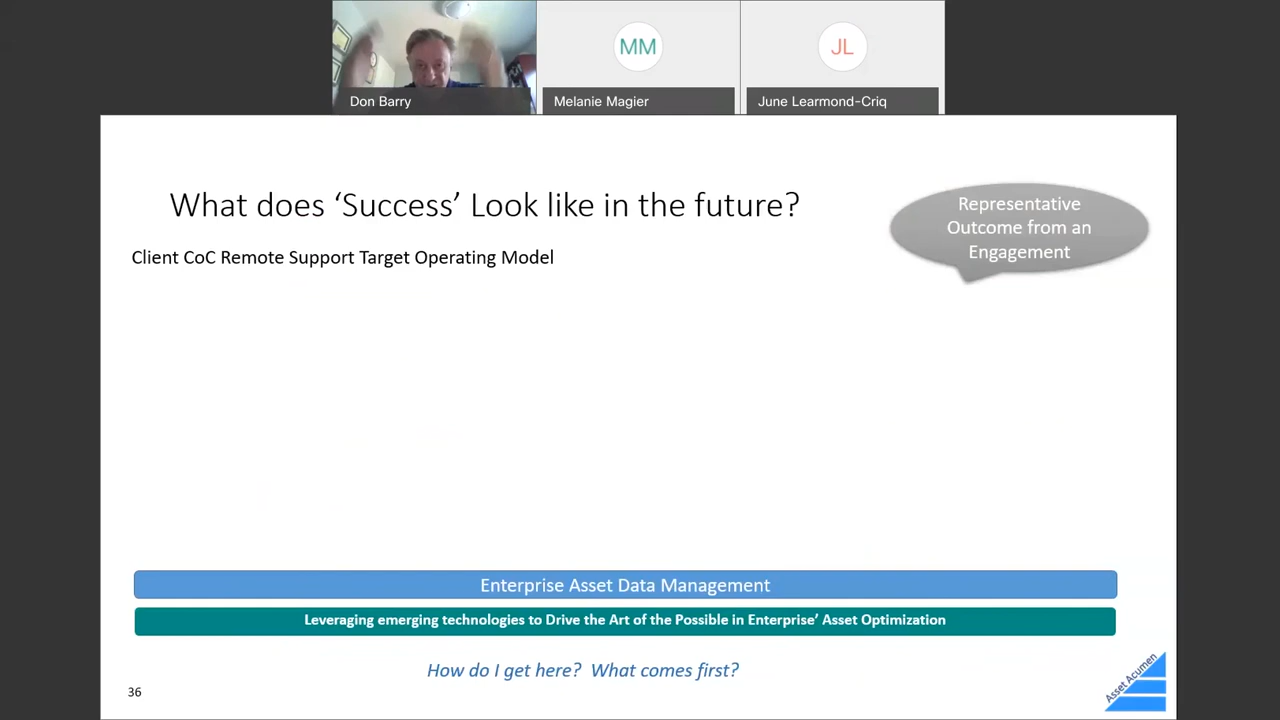 MM
JL
Don Barry
Melanie Magier
June Learmond-Criq
What does ‘Success’ Look like in the future?
Client CoC Remote Support Target Operating Model
Representative
Outcome from an
Engagement
Enterprise Asset Data Management
Leveraging emerging technologies to Drive the Art of the Possible in Enterprise’ Asset Optimization
How do I get here? What comes first?
36
Asset Acumen